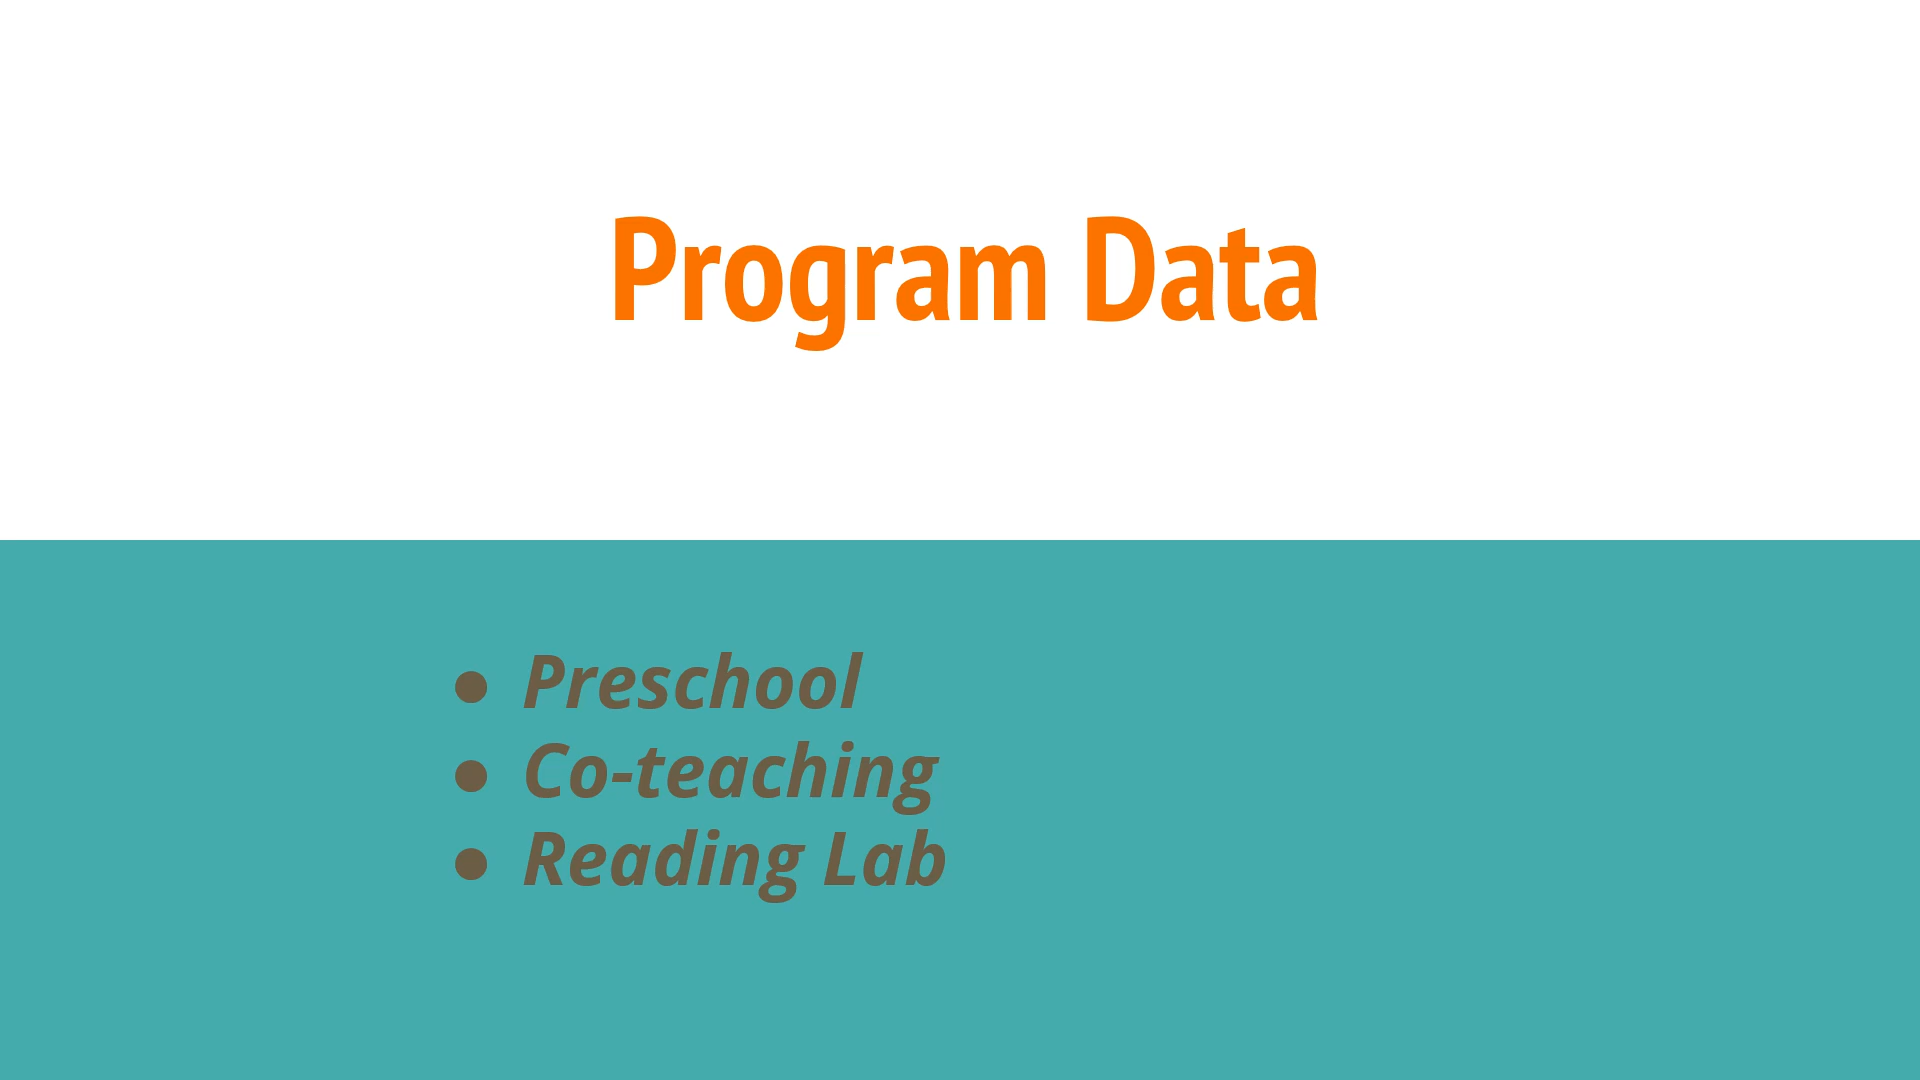 Program Data
● Preschool
● Co-teaching
● Reading Lab